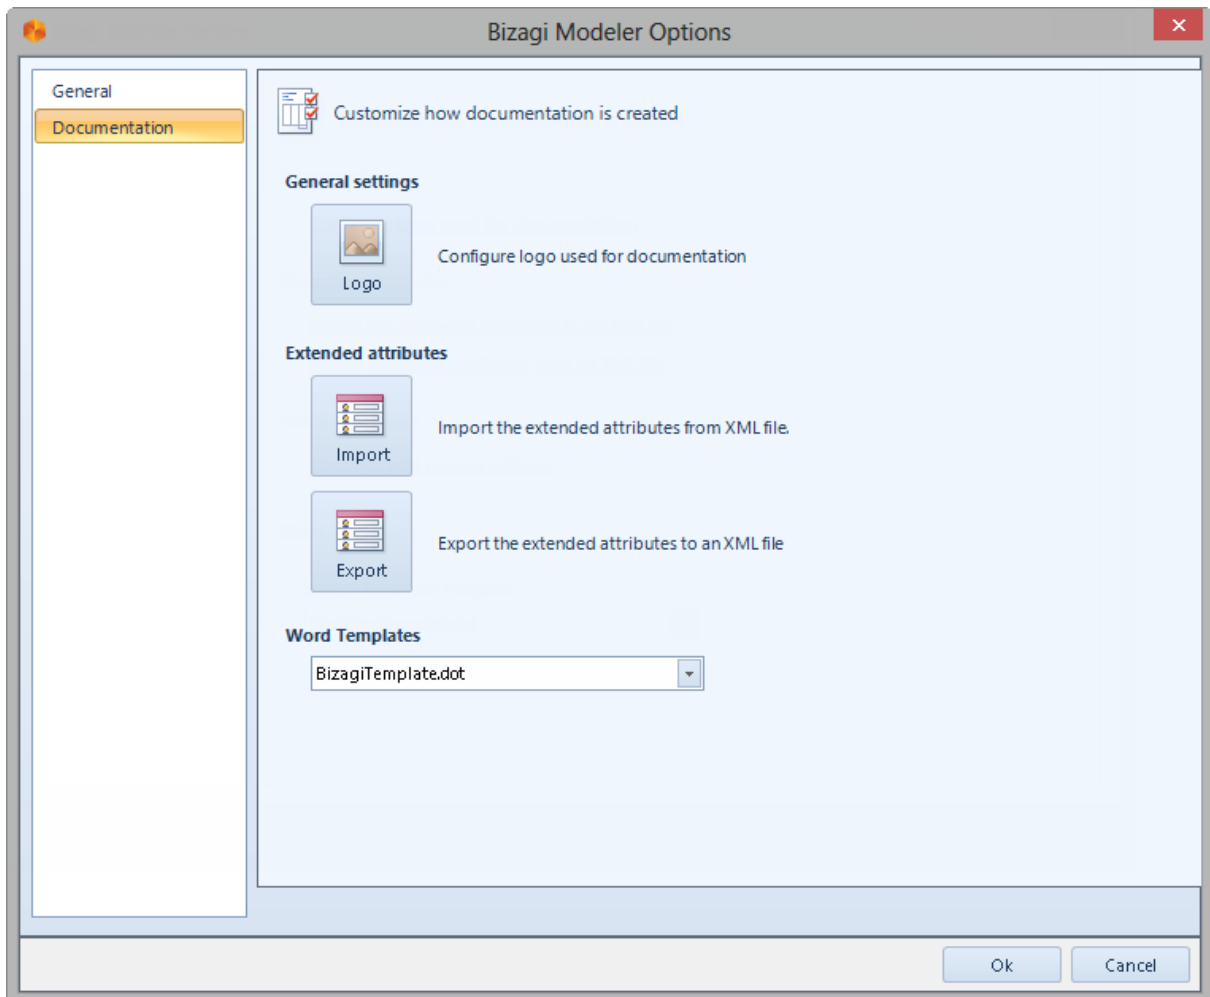 Bizagi Modeler Options
General
Documentation
Customize how documentation is created
General settings
Logo
Configure logo used for documentation
Extended attributes
Import
Import the extended attributes from XML file.
Export
Export the extended attributes to an XML file
Word Templates
BizagiTemplate.dot
Ok
Cancel